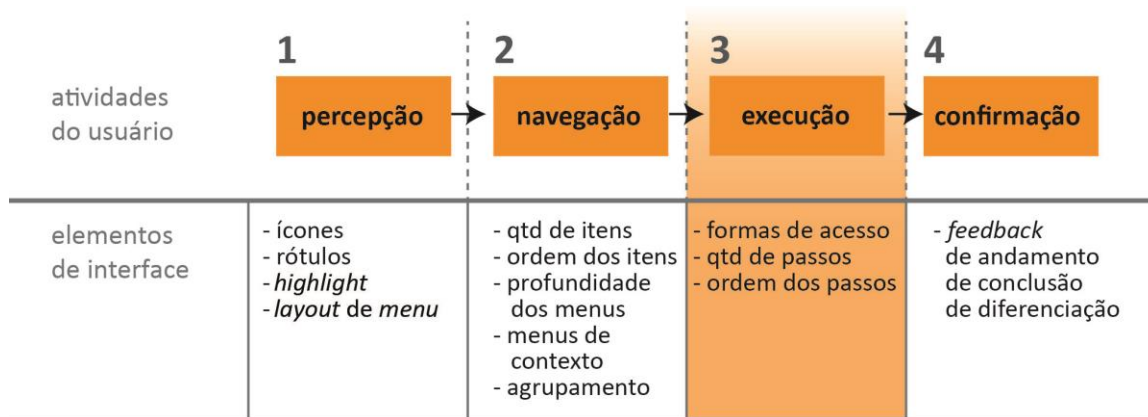 1
2
3
4
atividades
do usuário
percepção
navegação
execução
confirmação
elementos
de interface
- ícones
- rótulos
- highlight
- layout de menu
- qtd de itens
- ordem dos itens
- profundidade
dos menus
- menus de
contexto
- agrupamento
- formas de acesso
- qtd de passos
- ordem dos passos
- feedback
de andamento
de conclusão
de diferenciação